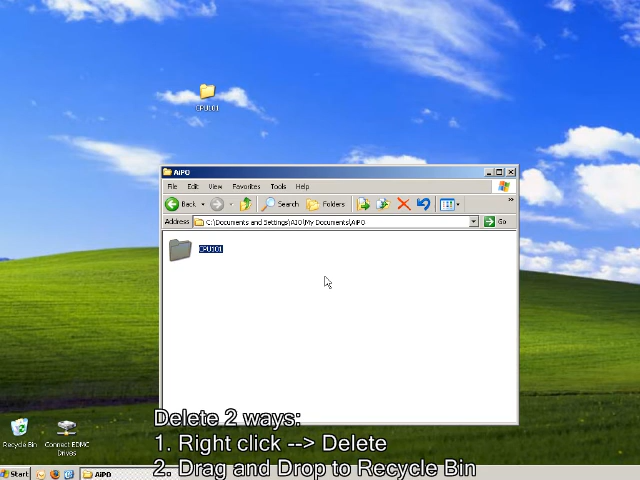 CPU101
AiPO
File Edit View Favorites Tools Help
Back Search Folders
Address C:\Documents and Settings\AIO\My Documents\AiPO Go
CPU101
Delete 2 ways:
1. Right click --> Delete
2. Drag and Drop to Recycle Bin
Recycle Bin
Connect EDMC
Drives
Start AiPO